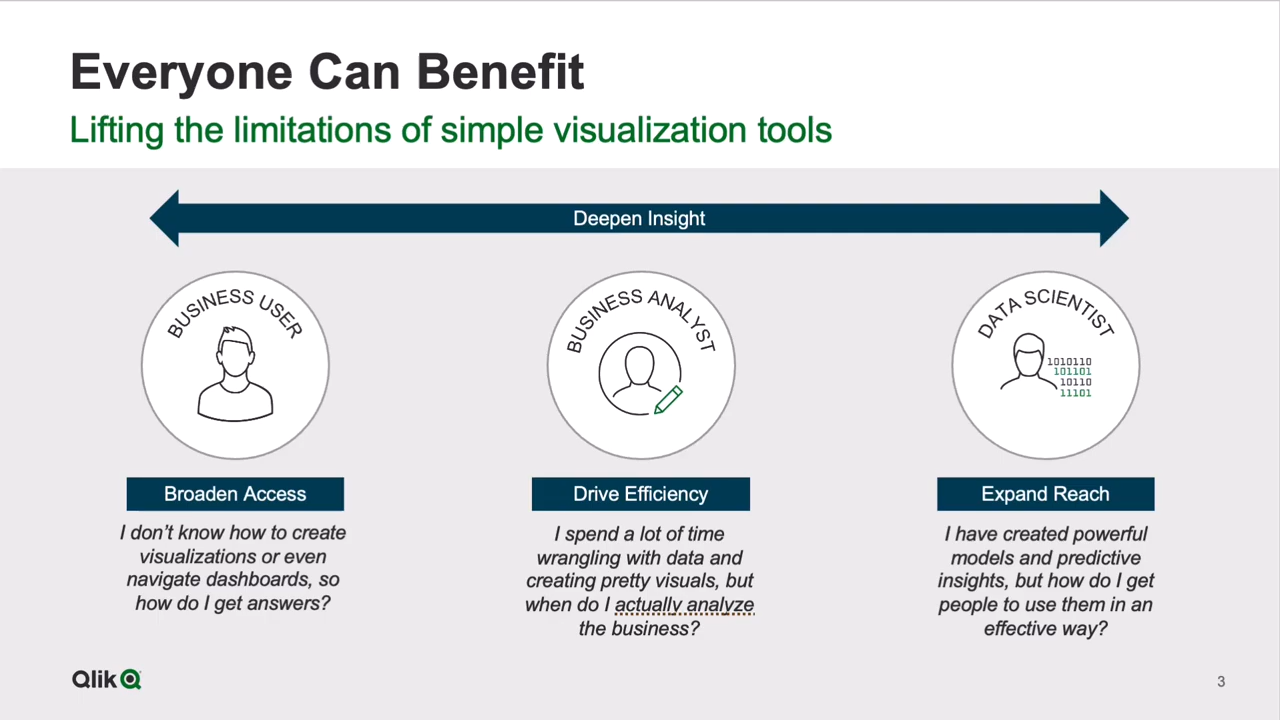 Everyone Can Benefit
Lifting the limitations of simple visualization tools
Deepen Insight
BUSINESS USER
BUSINESS ANALYST
DATA SCIENTIST
1010110
101101
10110
11101
Broaden Access
I don’t know how to create
visualizations or even
navigate dashboards, so
how do I get answers?
Drive Efficiency
I spend a lot of time
wrangling with data and
creating pretty visuals, but
when do I actually analyze
the business?
Expand Reach
I have created powerful
models and predictive
insights, but how do I get
people to use them in an
effective way?
Qlik
3